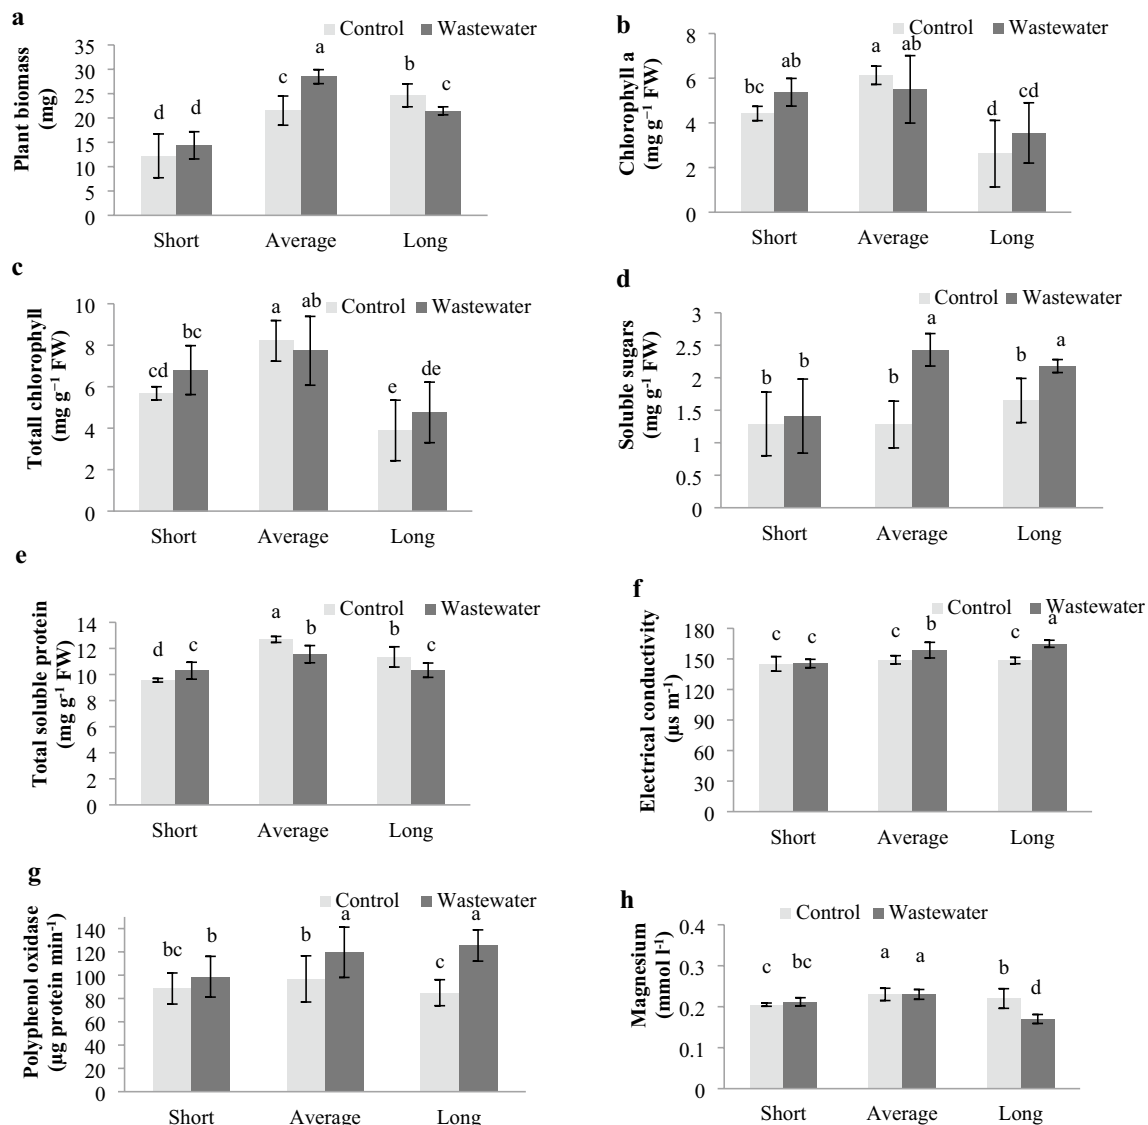 a
Control Wastewater
Plant biomass
(mg)
35
30
25
20
15
10
5
0
d d c a b c
Short Average Long
b
Control Wastewater
Chlorophyll a
(mg g⁻¹ FW)
8
6
4
2
0
bc ab a ab d cd
Short Average Long
c
Control Wastewater
Totall chlorophyll
(mg g⁻¹ FW)
10
8
6
4
2
0
cd bc a ab e de
Short Average Long
d
Control Wastewater
Soluble sugars
(mg g⁻¹ FW)
3
2.5
2
1.5
1
0.5
0
b b b a b a
Short Average Long
e
Control Wastewater
Total soluble protein
(mg g⁻¹ FW)
14
12
10
8
6
4
2
0
d c a b b c
Short Average Long
f
Control Wastewater
Electrical conductivity
(µs m⁻¹)
180
150
120
90
60
30
0
c c c b c a
Short Average Long
g
Control Wastewater
Polyphenol oxidase
(µg protein min⁻¹)
140
120
100
80
60
40
20
0
bc b b a c a
Short Average Long
h
Control Wastewater
Magnesium
(mmol l⁻¹)
0.4
0.3
0.2
0.1
0
c bc a a b d
Short Average Long